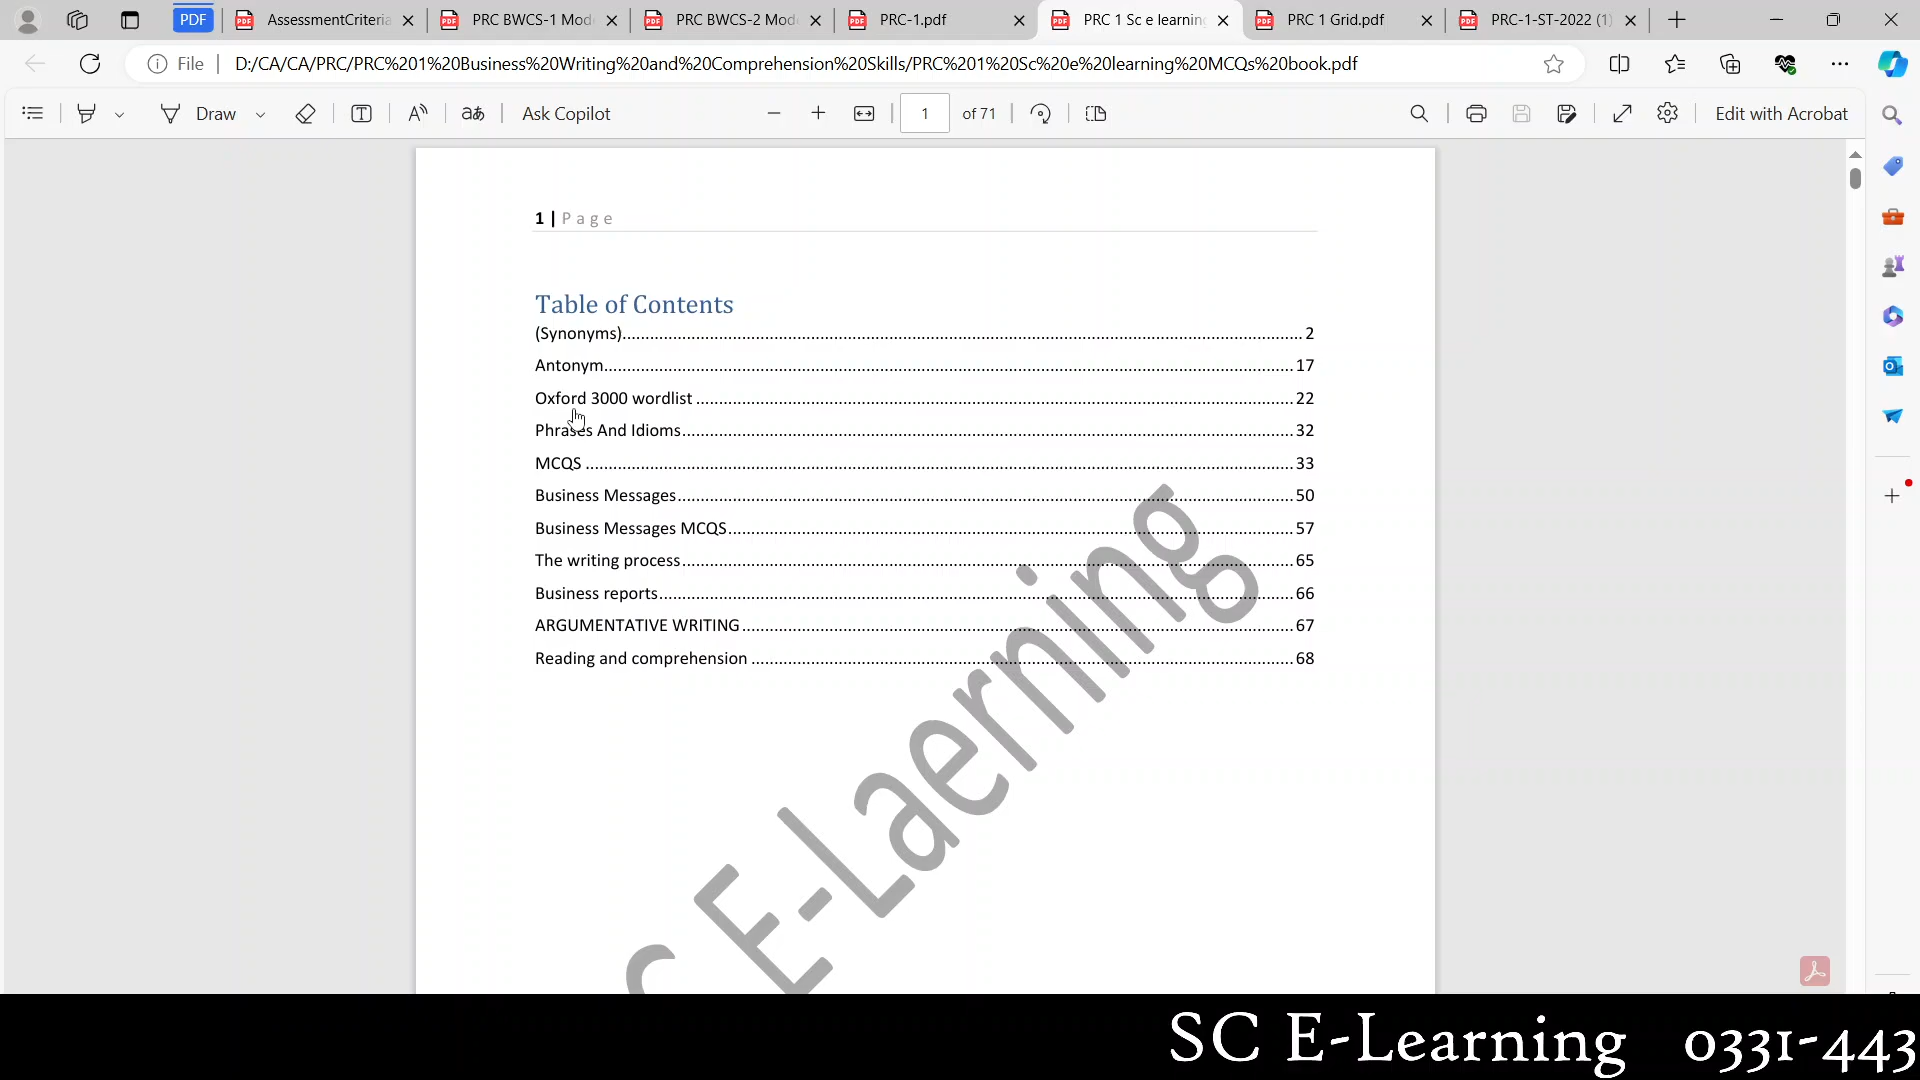 PDF
AssessmentCriteria
PRC BWCS-1 Mod
PRC BWCS-2 Mod
PRC-1.pdf
PRC 1 Sc e learning
PRC 1 Grid.pdf
PRC-1-ST-2022 (1)
File
D:/CA/CA/PRC/PRC%201%20Business%20Writing%20and%20Comprehension%20Skills/PRC%201%20Sc%20e%20learning%20MCQs%20book.pdf
Draw
Ask Copilot
1 of 71
Edit with Acrobat
1 | Page
Table of Contents
(Synonyms)........2
Antonym........17
Oxford 3000 wordlist........22
Phrases And Idioms........32
MCQS........33
Business Messages........50
Business Messages MCQS........57
The writing process........65
Business reports........66
ARGUMENTATIVE WRITING........67
Reading and comprehension........68
C E-Laerning
SC E-Learning 0331-443